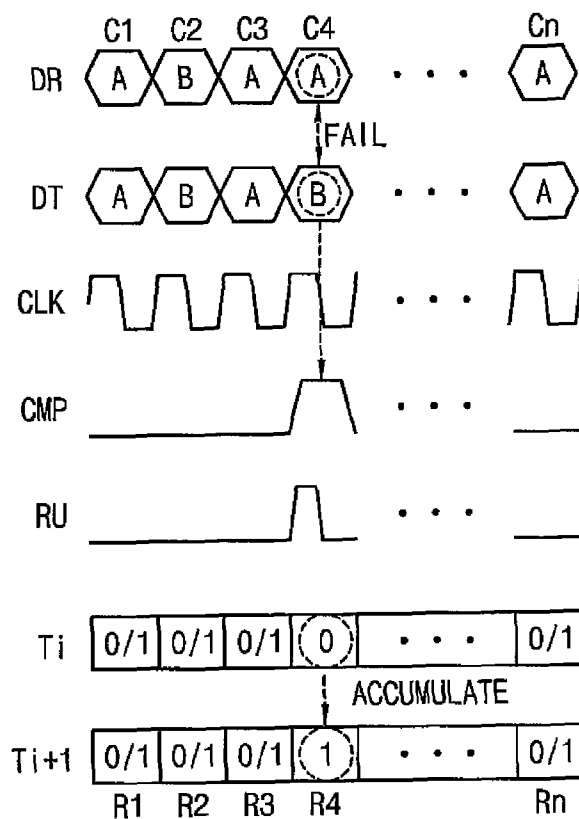 C1 C2 C3 C4 Cn
DR A B A A • • • A
FAIL
DT A B A B • • • A
CLK • • •
CMP • • •
RU • • •
Ti 0/1 0/1 0/1 0 • • • 0/1
ACCUMULATE
Ti+1 0/1 0/1 0/1 1 • • • 0/1
R1 R2 R3 R4 Rn